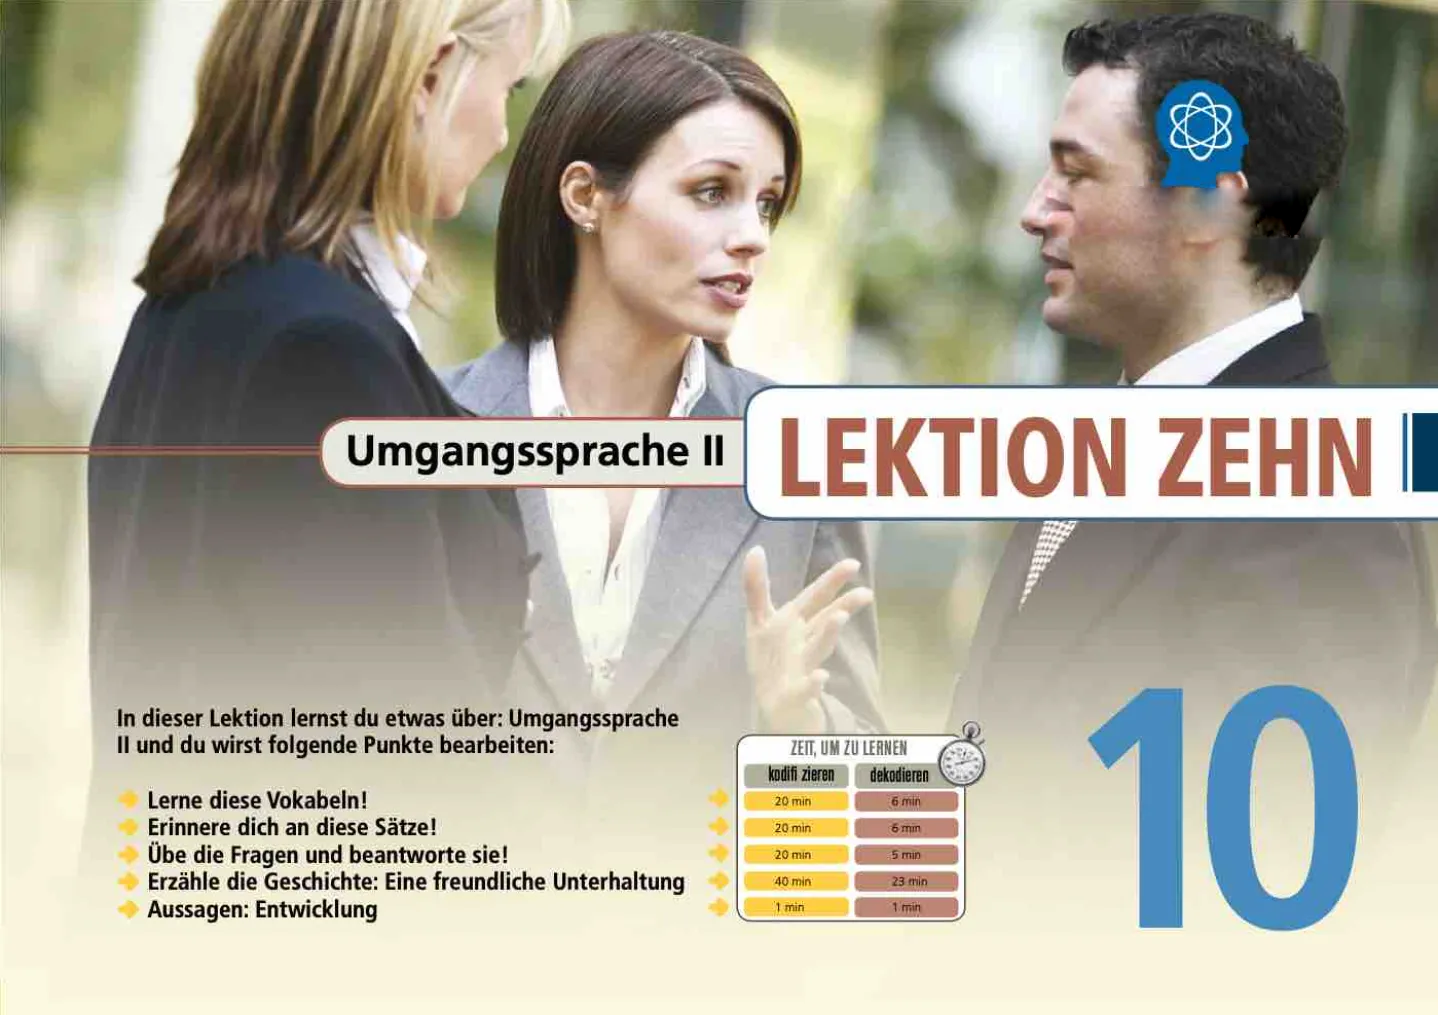 Umgangssprache II
LEKTION ZEHN
In dieser Lektion lernst du etwas über: Umgangssprache
II und du wirst folgende Punkte bearbeiten:
Lerne diese Vokabeln!
Erinnere dich an diese Sätze!
Übe die Fragen und beantworte sie!
Erzähle die Geschichte: Eine freundliche Unterhaltung
Aussagen: Entwicklung
ZEIT, UM ZU LERNEN
kodifi zieren dekodieren
20 min 6 min
20 min 6 min
20 min 5 min
40 min 23 min
1 min 1 min
10